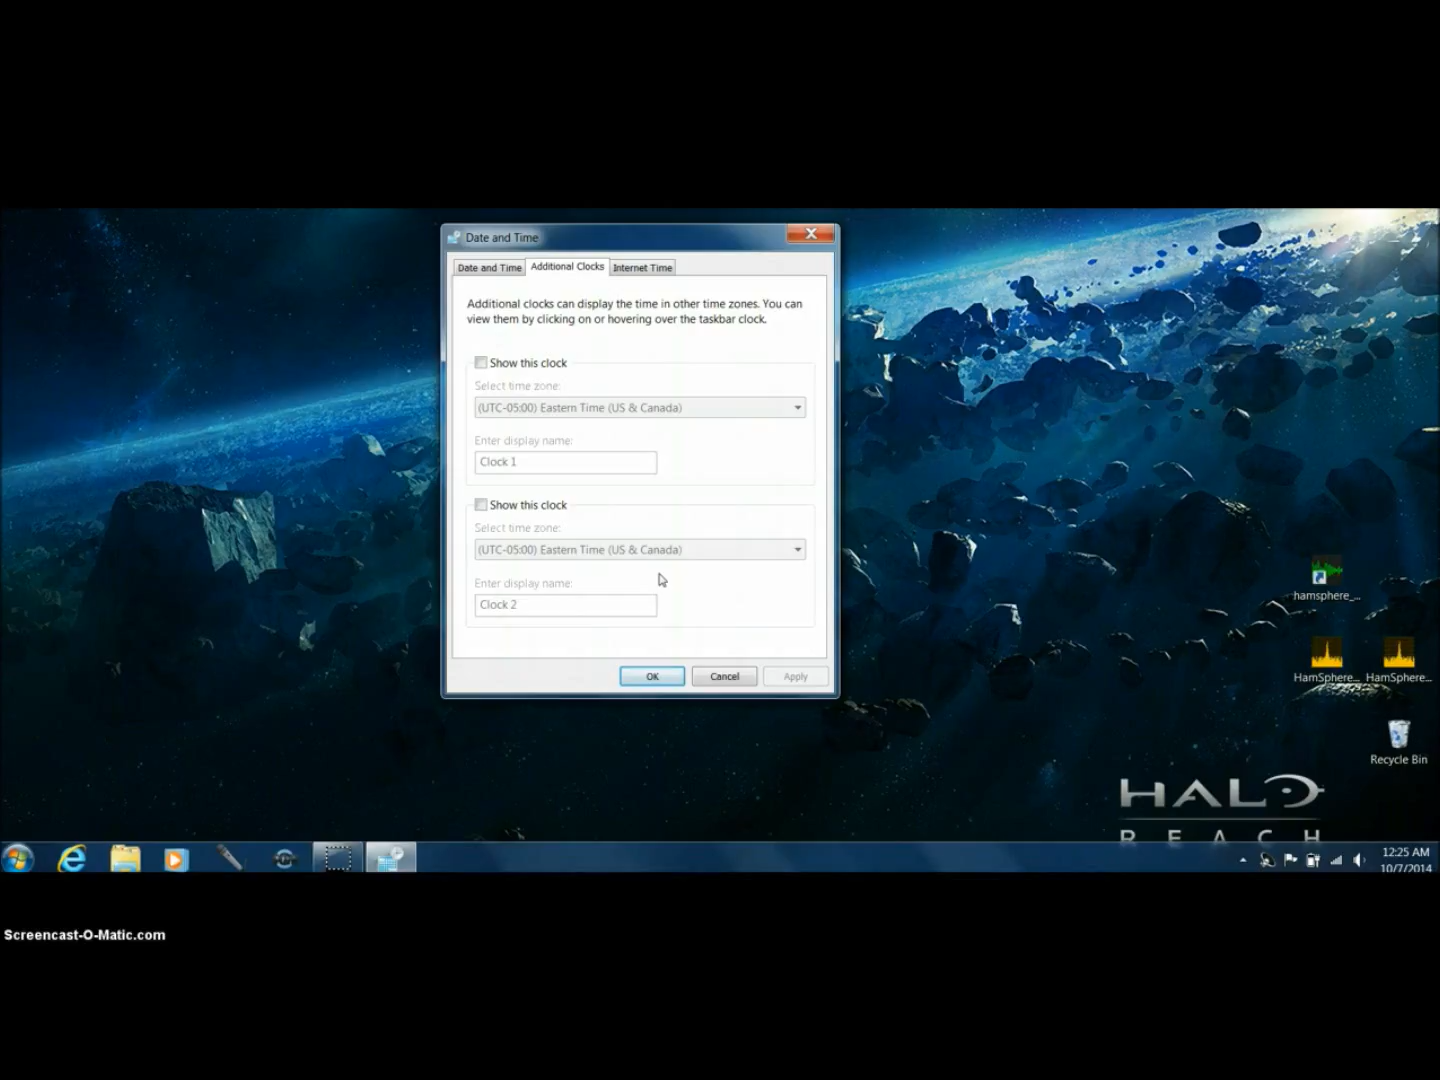 Date and Time
Date and Time Additional Clocks Internet Time
Additional clocks can display the time in other time zones. You can
view them by clicking on or hovering over the taskbar clock.
Show this clock
Select time zone:
(UTC-05:00) Eastern Time (US & Canada)
Enter display name:
Clock 1
Show this clock
Select time zone:
(UTC-05:00) Eastern Time (US & Canada)
Enter display name:
Clock 2
OK Cancel Apply
hamsphere_...
HamSphere... HamSphere...
Recycle Bin
HALO
REACH
12:25 AM
10/7/2014
Screencast-O-Matic.com